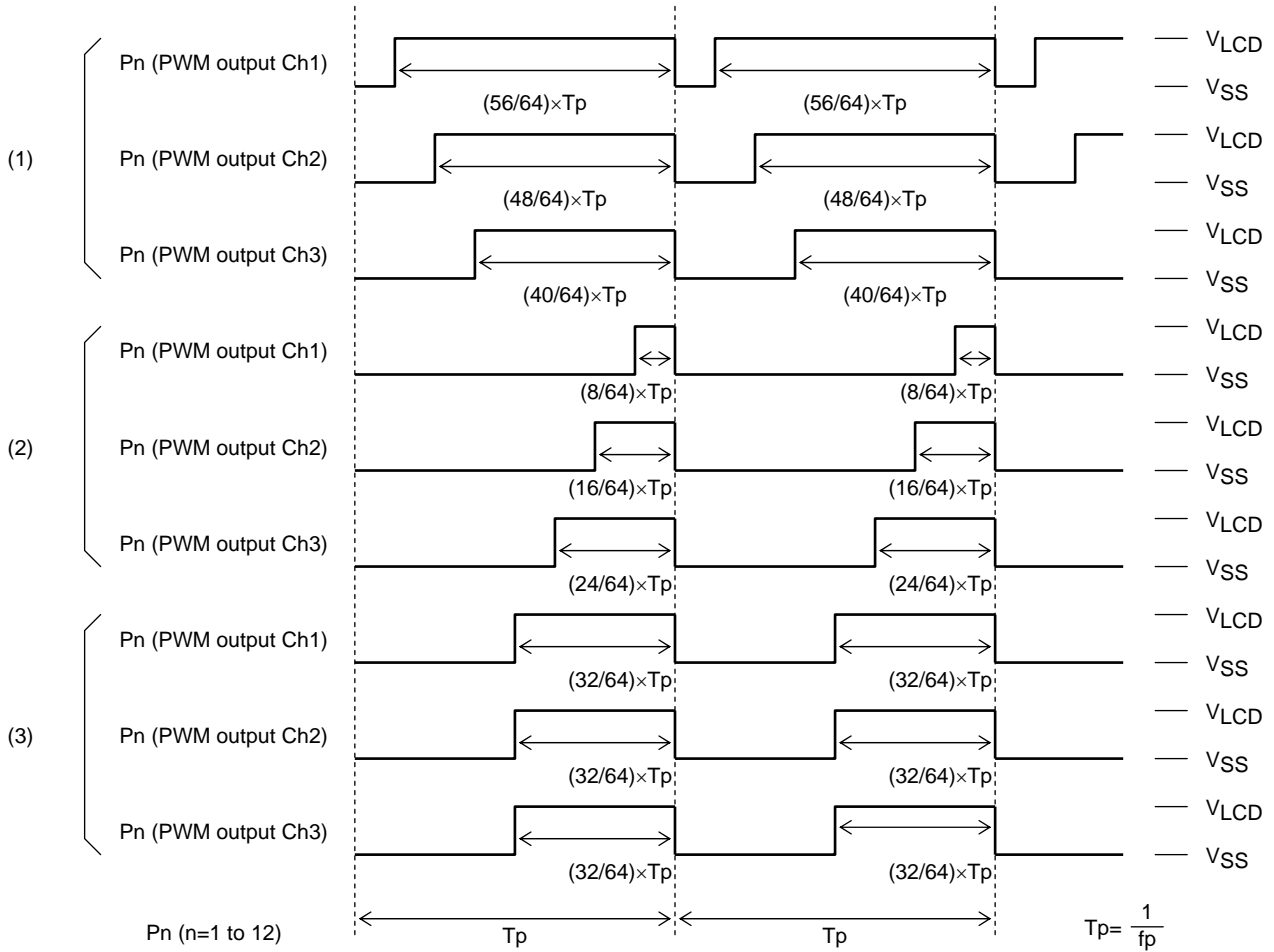 (1)
Pn (PWM output Ch1)
(56/64)×Tp
(56/64)×Tp
VLCD
VSS
Pn (PWM output Ch2)
(48/64)×Tp
(48/64)×Tp
VLCD
VSS
Pn (PWM output Ch3)
(40/64)×Tp
(40/64)×Tp
VLCD
VSS
(2)
Pn (PWM output Ch1)
(8/64)×Tp
(8/64)×Tp
VLCD
VSS
Pn (PWM output Ch2)
(16/64)×Tp
(16/64)×Tp
VLCD
VSS
Pn (PWM output Ch3)
(24/64)×Tp
(24/64)×Tp
VLCD
VSS
(3)
Pn (PWM output Ch1)
(32/64)×Tp
(32/64)×Tp
VLCD
VSS
Pn (PWM output Ch2)
(32/64)×Tp
(32/64)×Tp
VLCD
VSS
Pn (PWM output Ch3)
(32/64)×Tp
(32/64)×Tp
VLCD
VSS
Pn (n=1 to 12)
Tp
Tp
Tp= 1/fp